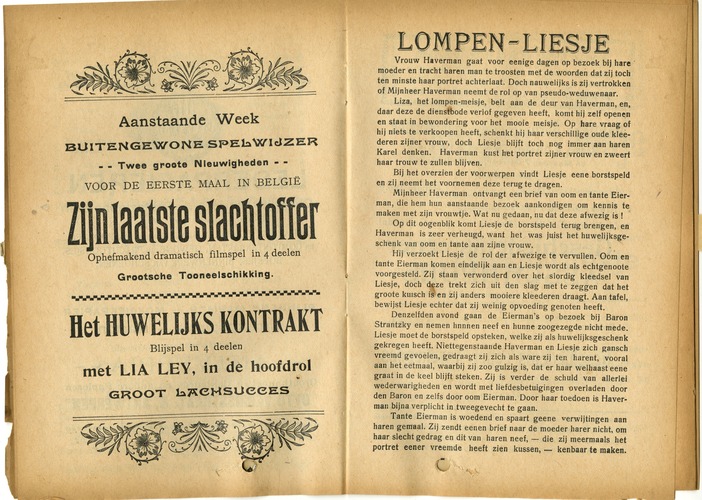 Aanstaande Week
BUITENGEWONE SPELWIJZER
-- Twee groote Nieuwigheden --
VOOR DE EERSTE MAAL IN BELGIË
Zijn laatste slachtoffer
Ophefmakend dramatisch filmspel in 4 deelen
Grootsche Tooneelschikking.
Het HUWELIJKS KONTRAKT
Blijspel in 4 deelen
met LIA LEY, in de hoofdrol
GROOT LACHSUCCES
LOMPEN-LIESJE
Vrouw Haverman gaat voor eenige dagen op bezoek bij hare
moeder en tracht haren man te troosten met de woorden dat zij toch
ten minste haar portret achterlaat. Doch nauwelijks is zij vertrokken
of Mijnheer Haverman neemt de rol op van pseudo-weduwenaar.
Liza, het lompen-meisje, belt aan de deur van Haverman, en,
daar deze de dienstbode verlof gegeven heeft, komt hij zelf openen
en staat in bewondering voor het mooie meisje. Op hare vraag of
hij niets te verkoopen heeft, schenkt hij haar verschillige oude klee-
deren zijner vrouw, doch Liesje blijft toch nog immer aan haren
Karel denken. Haverman kust het portret zijner vrouw en zweert
haar trouw te zullen blijven.
Bij het overzien der voorwerpen vindt Liesje eene borstspeld
en zij neemt het voornemen deze terug te dragen.
Mijnheer Haverman ontvangt een brief van oom en tante Eier-
man, die hem hun aanstaande bezoek aankondigen om kennis te
maken met zijn vrouwtje. Wat nu gedaan, nu dat deze afwezig is !
Op dit oogenblik komt Liesje de borstspeld terug brengen, en
Haverman is zeer verheugd, want het was juist het huwelijksge-
schenk van oom en tante aan zijne vrouw.
Hij verzoekt Liesje de rol der afwezige te vervullen. Oom en
tante Eierman komen eindelijk aan en Liesje wordt als echtgenoote
voorgesteld. Zij staan verwonderd over het slordig kleedsel van
Liesje, doch deze trekt zich uit den slag met te zeggen dat het
groote kuisch is en zij anders mooiere kleederen draagt. Aan tafel,
bewijst Liesje echter dat zij weinig opvoeding genoten heeft.
Denzelfden avond gaan de Eierman's op bezoek bij Baron
Strantzky en nemen hnnnen neef en hunne zoogezegde nicht mede.
Liesje moet de borstspeld opsteken, welke zij als huwelijksgeschenk
gekregen heeft. Niettegenstaande Haverman en Liesje zich gansch
vreemd gevoelen, gedraagt zij zich als ware zij ten harent, vooral
aan het eetmaal, waarbij zij zoo gulzig is, dat er haar welhaast eene
graat in de keel blijft steken. Zij is verder de schuld van allerlei
wederwarigheden en wordt met liefdesbetuigingen overladen door
den Baron en zelfs door oom Eierman. Door haar toedoen is Haver-
man bijna verplicht in tweegevecht te gaan.
Tante Eierman is woedend en spaart geene verwijtingen aan
haren gemaal. Zij zendt eenen brief naar de moeder harer nicht, om
haar slecht gedrag en dit van haren neef, — die zij meermaals het
portret eener vreemde heeft zien kussen, — kenbaar te maken.